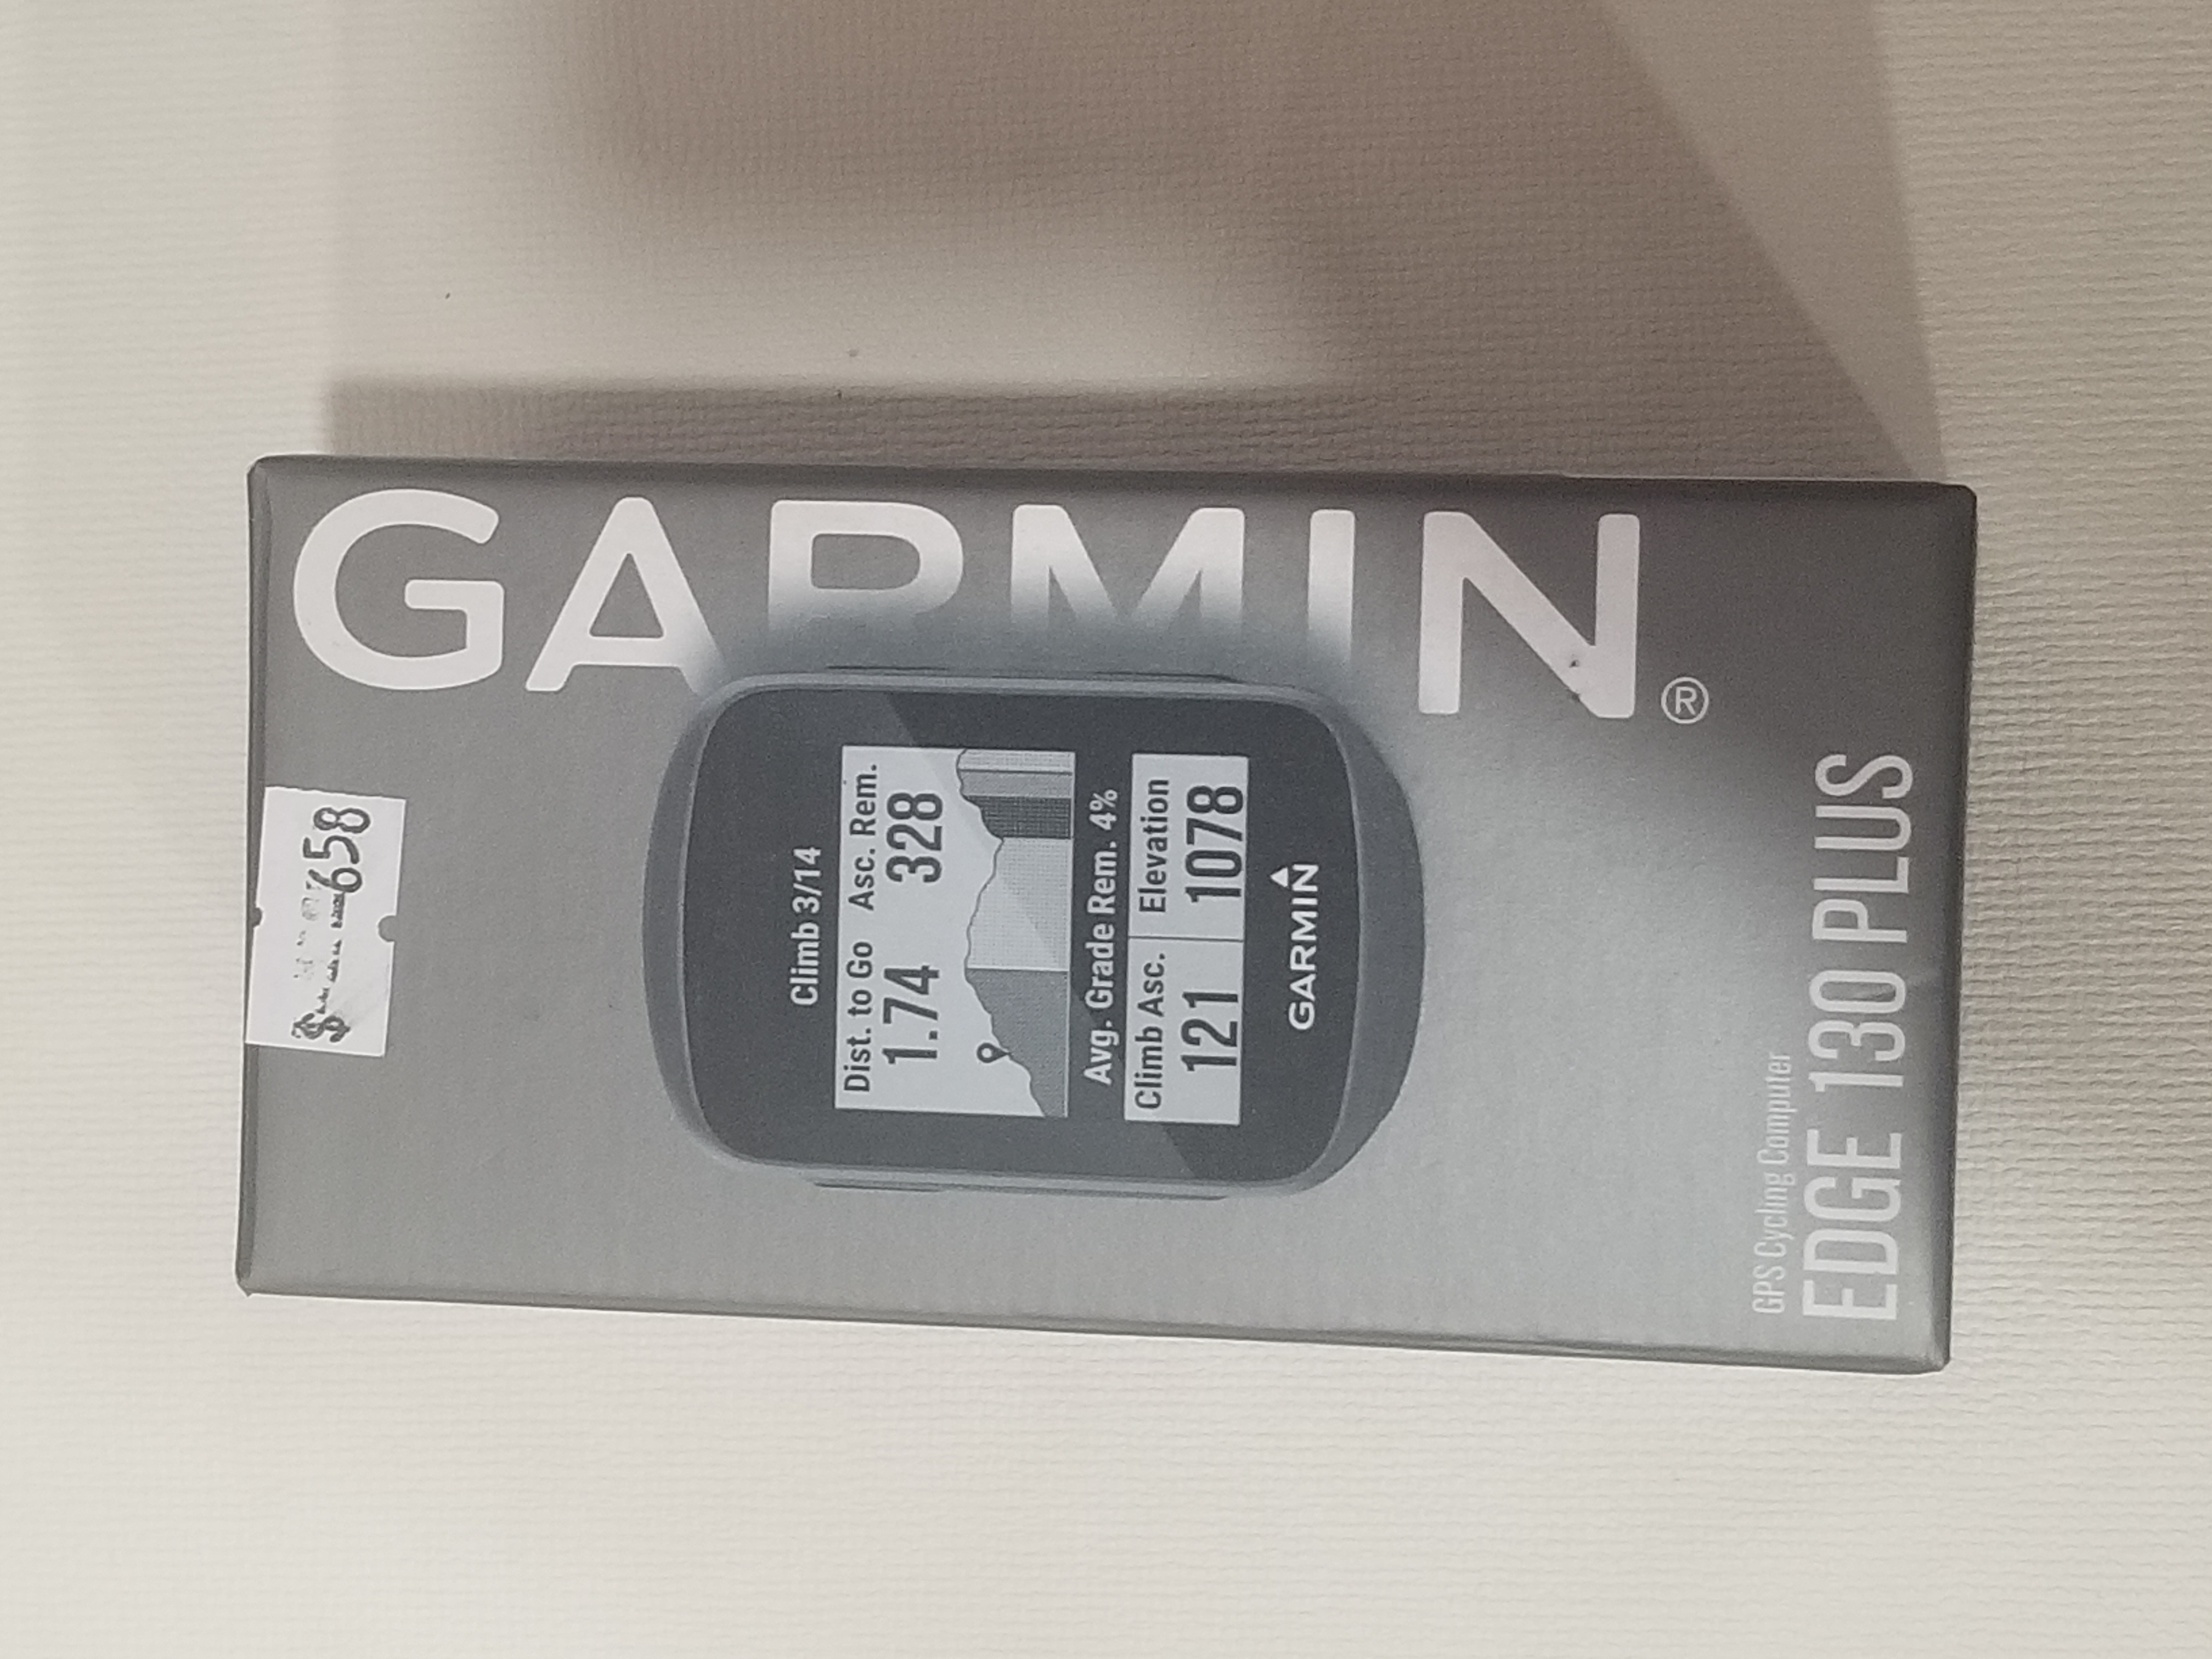 GARMIN®
658
Climb 3/14
Dist. to Go Asc. Rem.
1.74 328
Avg. Grade Rem. 4%
Climb Asc. Elevation
121 1078
GARMIN
GPS Cycling Computer
EDGE 130 PLUS